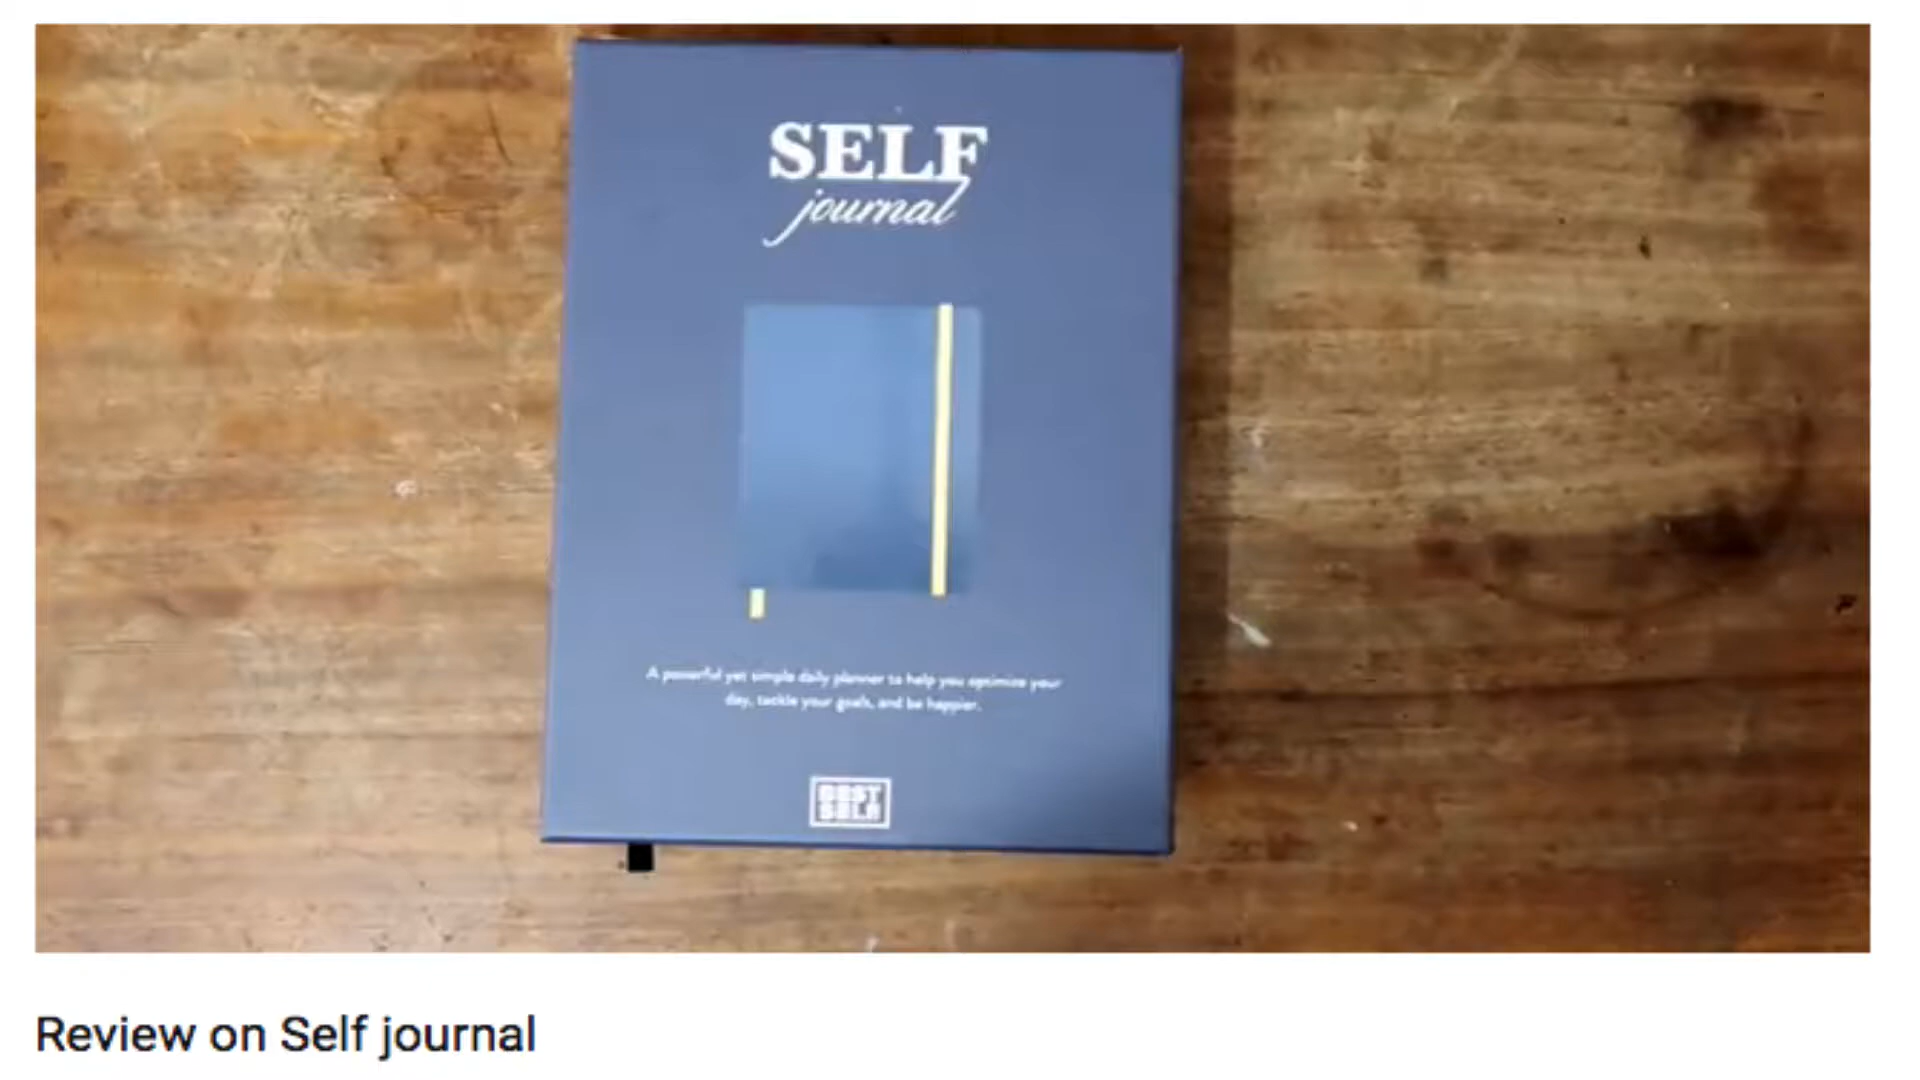 SELF
journal
A powerful yet simple daily planner to help you optimize your
day, tackle your goals, and be happier.
BEST
SELF
Review on Self journal